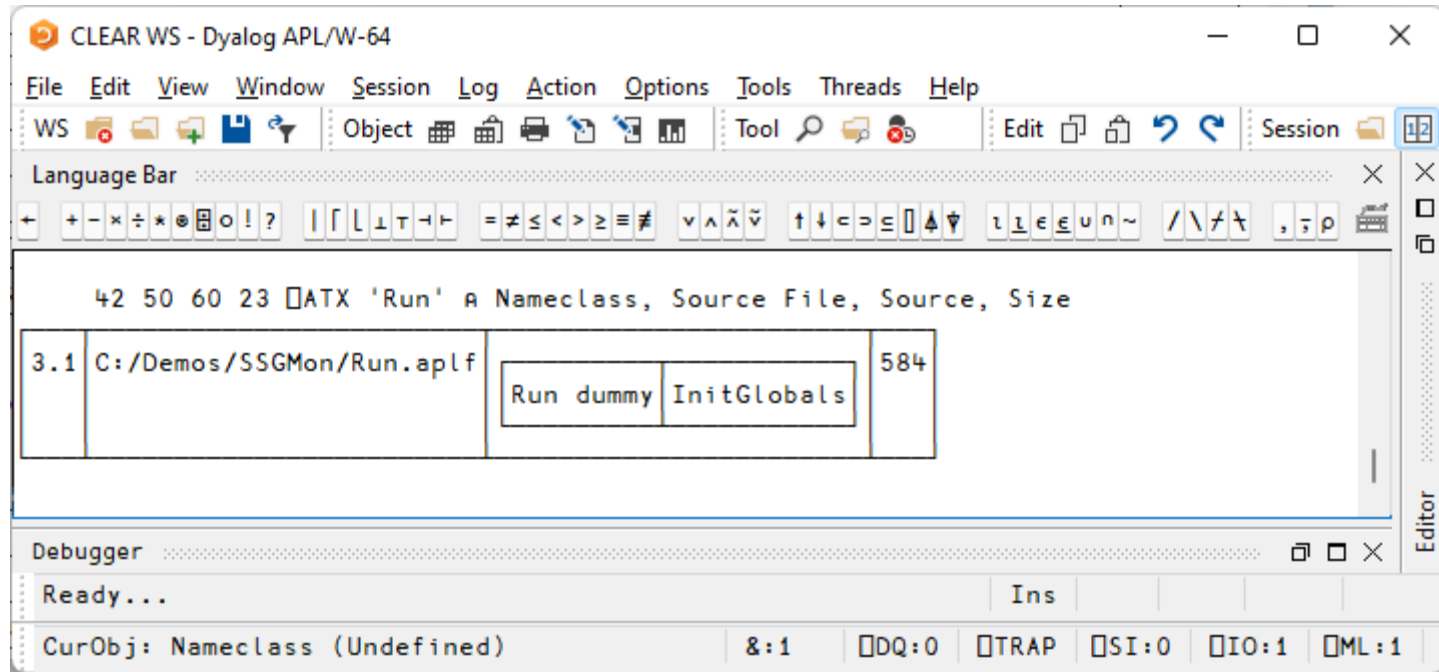 CLEAR WS - Dyalog APL/W-64
File Edit View Window Session Log Action Options Tools Threads Help
WS Object Tool Edit Session
Language Bar
← + - × ÷ * ⍟ ⌹ ○ ! ? | ⌈ ⌊ ⊥ ⊤ ⊣ ⊢ = ≠ ≤ < > ≥ ≡ ≢ ∨ ∧ ⍲ ⍱ ↑ ↓ ⊂ ⊃ ⊆ ⌷ ⍋ ⍒ ⍳ ⍸ ∊ ⍷ ∪ ∩ ~ / \ ⌿ ⍀ , ⍪ ⍴
42 50 60 23 ⎕ATX 'Run' ⍝ Nameclass, Source File, Source, Size
3.1 C:/Demos/SSGMon/Run.aplf 584
Run dummy InitGlobals
Editor
Debugger
Ready... Ins
CurObj: Nameclass (Undefined) &:1 ⎕DQ:0 ⎕TRAP ⎕SI:0 ⎕IO:1 ⎕ML:1